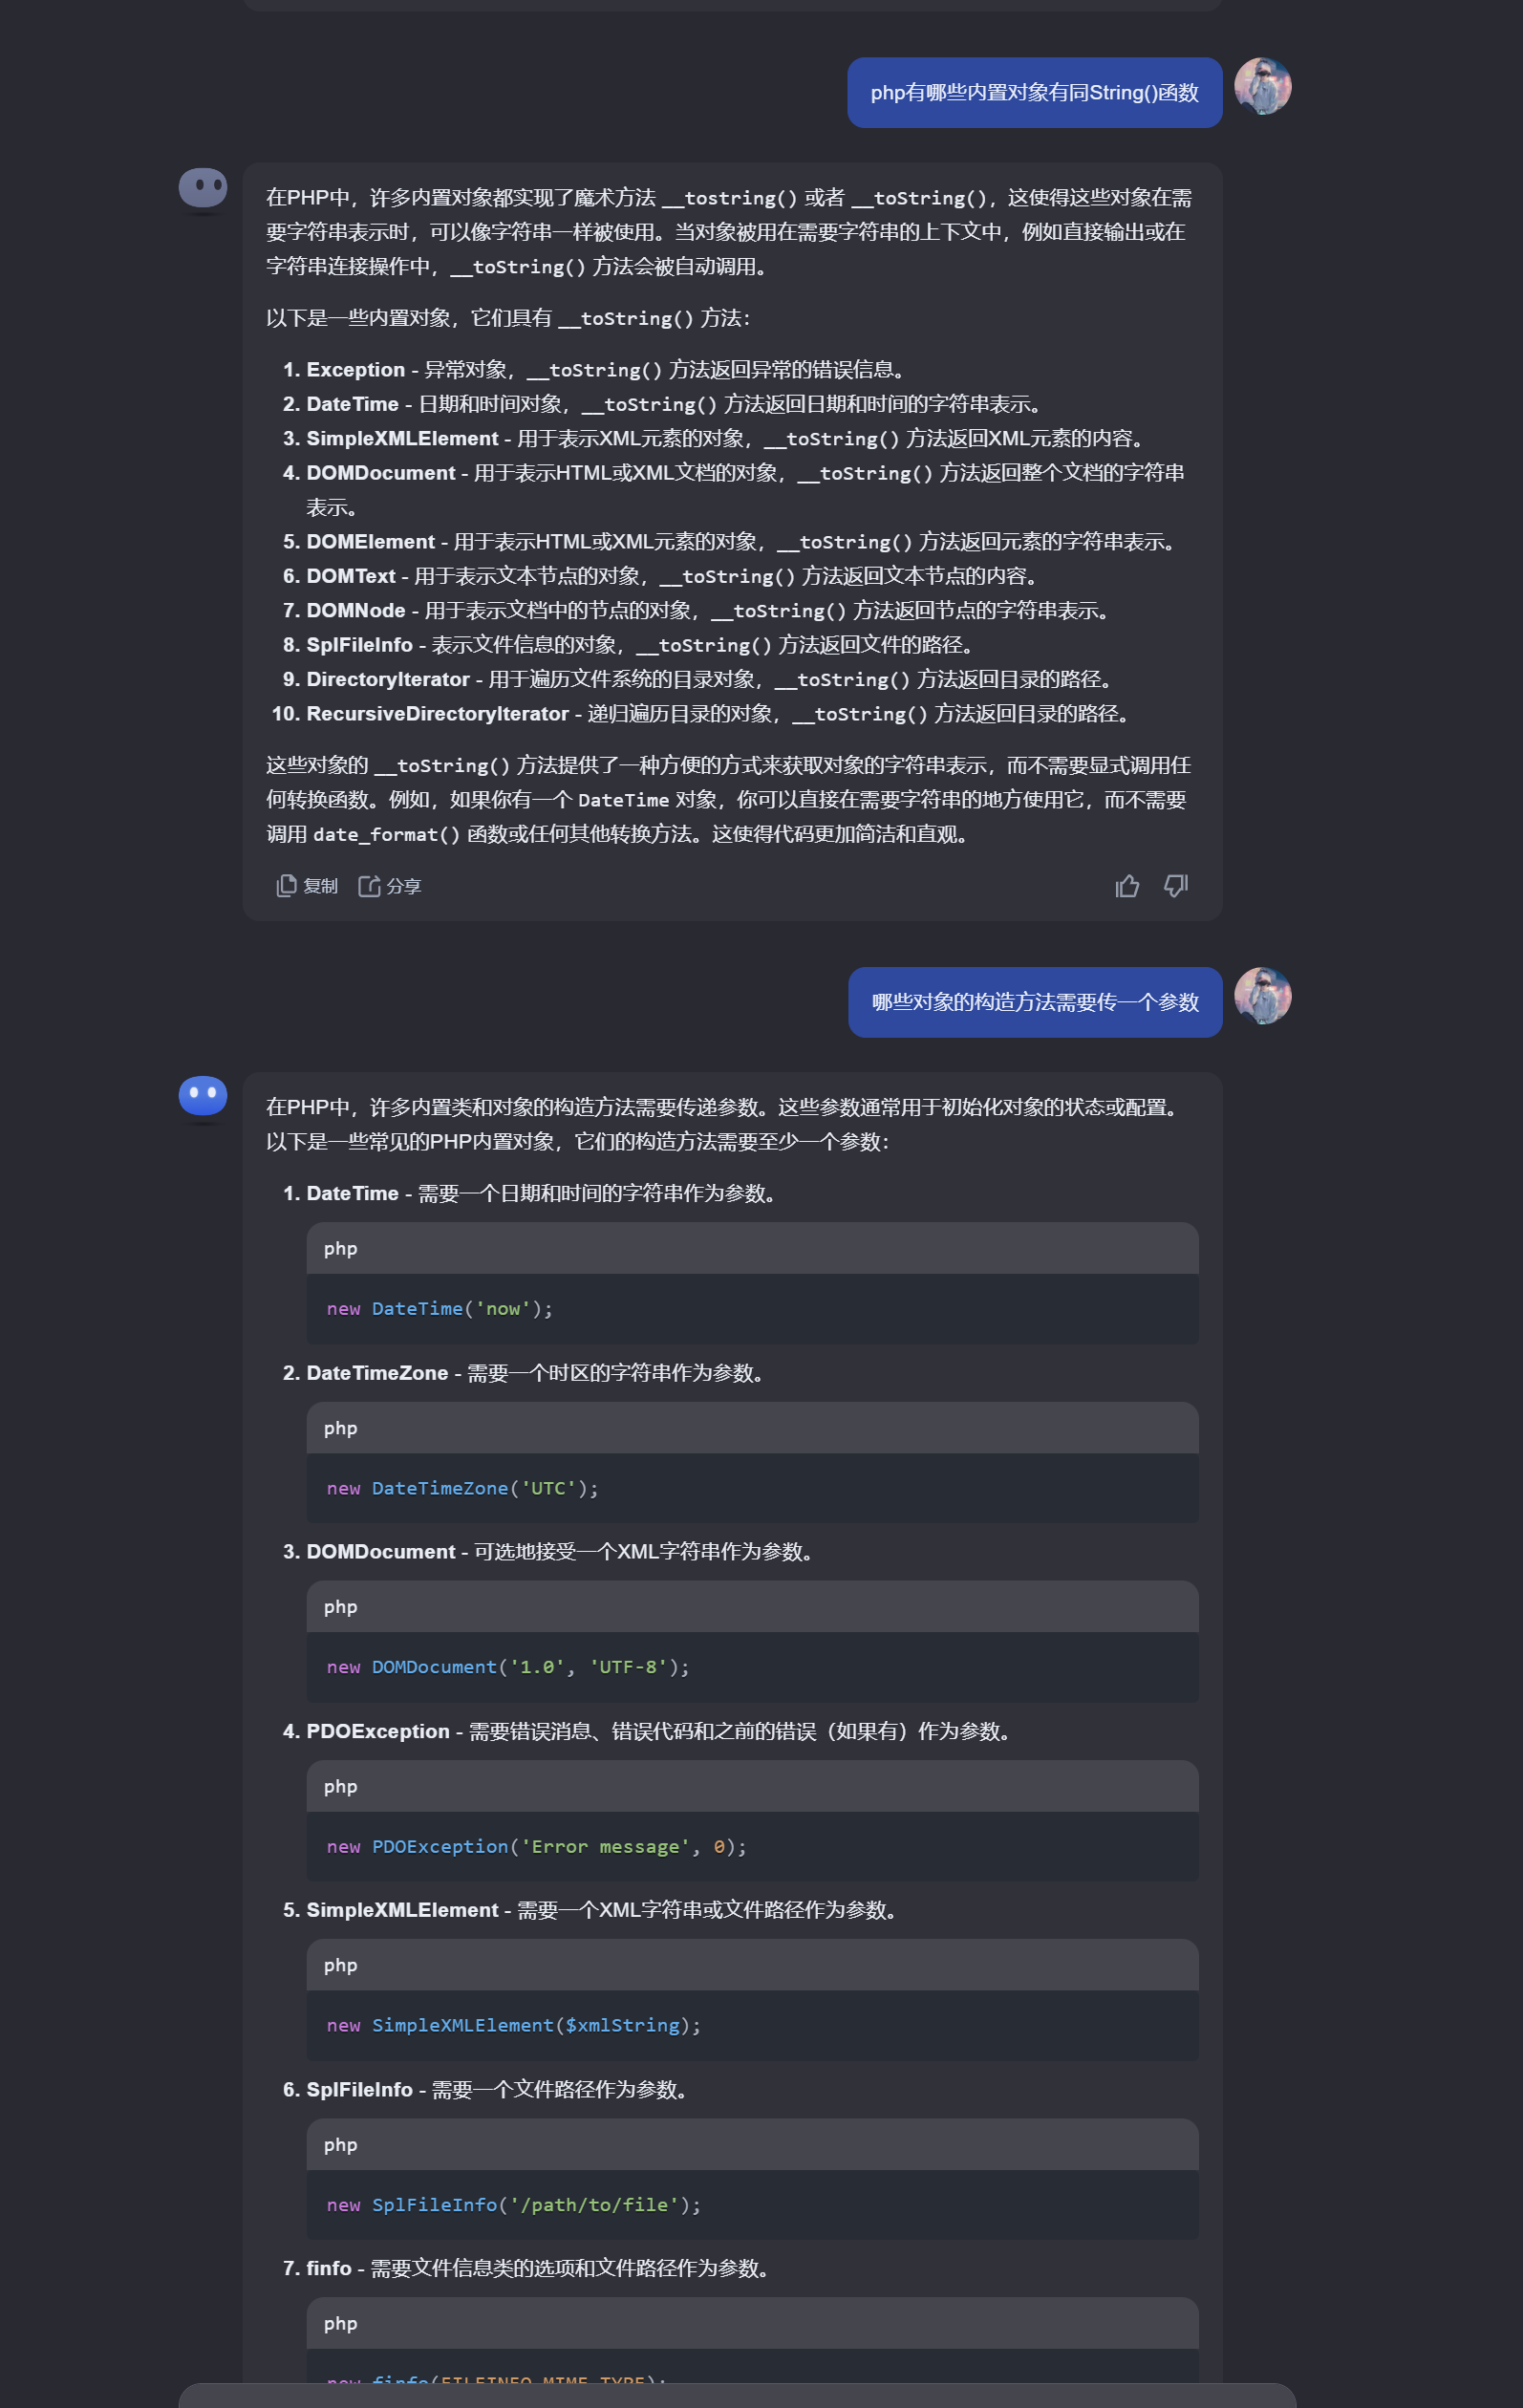 php有哪些内置对象有同String()函数
在PHP中，许多内置对象都实现了魔术方法 __tostring() 或者 __toString()，这使得这些对象在需
要字符串表示时，可以像字符串一样被使用。当对象被用在需要字符串的上下文中，例如直接输出或在
字符串连接操作中，__toString() 方法会被自动调用。
以下是一些内置对象，它们具有 __toString() 方法：
1. Exception - 异常对象，__toString() 方法返回异常的错误信息。
2. DateTime - 日期和时间对象，__toString() 方法返回日期和时间的字符串表示。
3. SimpleXMLElement - 用于表示XML元素的对象，__toString() 方法返回XML元素的内容。
4. DOMDocument - 用于表示HTML或XML文档的对象，__toString() 方法返回整个文档的字符串
表示。
5. DOMElement - 用于表示HTML或XML元素的对象，__toString() 方法返回元素的字符串表示。
6. DOMText - 用于表示文本节点的对象，__toString() 方法返回文本节点的内容。
7. DOMNode - 用于表示文档中的节点的对象，__toString() 方法返回节点的字符串表示。
8. SplFileInfo - 表示文件信息的对象，__toString() 方法返回文件的路径。
9. DirectoryIterator - 用于遍历文件系统的目录对象，__toString() 方法返回目录的路径。
10. RecursiveDirectoryIterator - 递归遍历目录的对象，__toString() 方法返回目录的路径。
这些对象的 __toString() 方法提供了一种方便的方式来获取对象的字符串表示，而不需要显式调用任
何转换函数。例如，如果你有一个 DateTime 对象，你可以直接在需要字符串的地方使用它，而不需要
调用 date_format() 函数或任何其他转换方法。这使得代码更加简洁和直观。
复制 分享
哪些对象的构造方法需要传一个参数
在PHP中，许多内置类和对象的构造方法需要传递参数。这些参数通常用于初始化对象的状态或配置。
以下是一些常见的PHP内置对象，它们的构造方法需要至少一个参数：
1. DateTime - 需要一个日期和时间的字符串作为参数。
php
new DateTime('now');
2. DateTimeZone - 需要一个时区的字符串作为参数。
php
new DateTimeZone('UTC');
3. DOMDocument - 可选地接受一个XML字符串作为参数。
php
new DOMDocument('1.0', 'UTF-8');
4. PDOException - 需要错误消息、错误代码和之前的错误（如果有）作为参数。
php
new PDOException('Error message', 0);
5. SimpleXMLElement - 需要一个XML字符串或文件路径作为参数。
php
new SimpleXMLElement($xmlString);
6. SplFileInfo - 需要一个文件路径作为参数。
php
new SplFileInfo('/path/to/file');
7. finfo - 需要文件信息类的选项和文件路径作为参数。
php
new finfo(FILEINFO_MIME_TYPE);